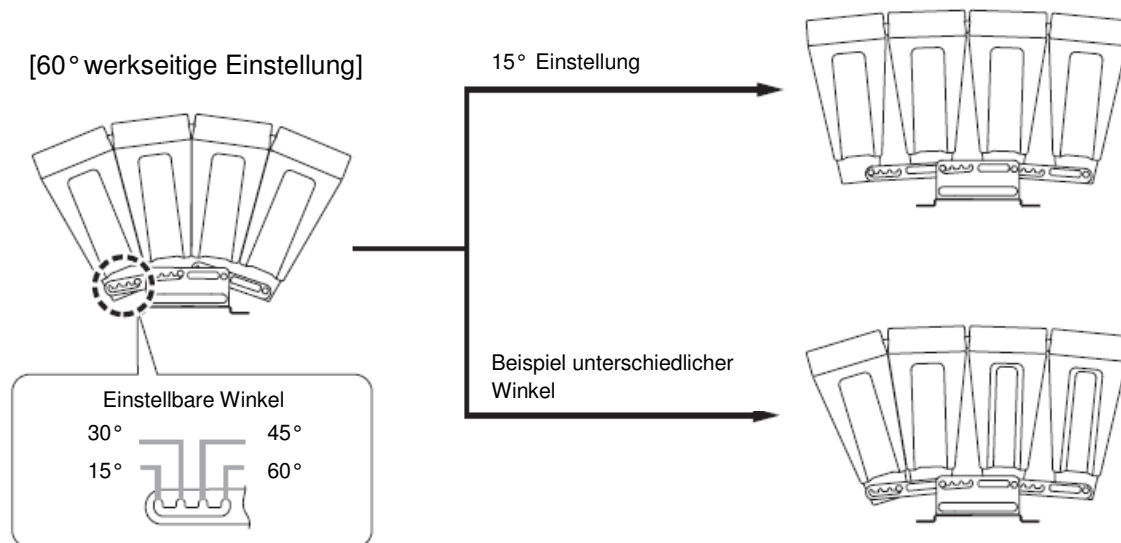 [60° werkseitige Einstellung]
15° Einstellung
Beispiel unterschiedlicher
Winkel
Einstellbare Winkel
30° 45°
15° 60°